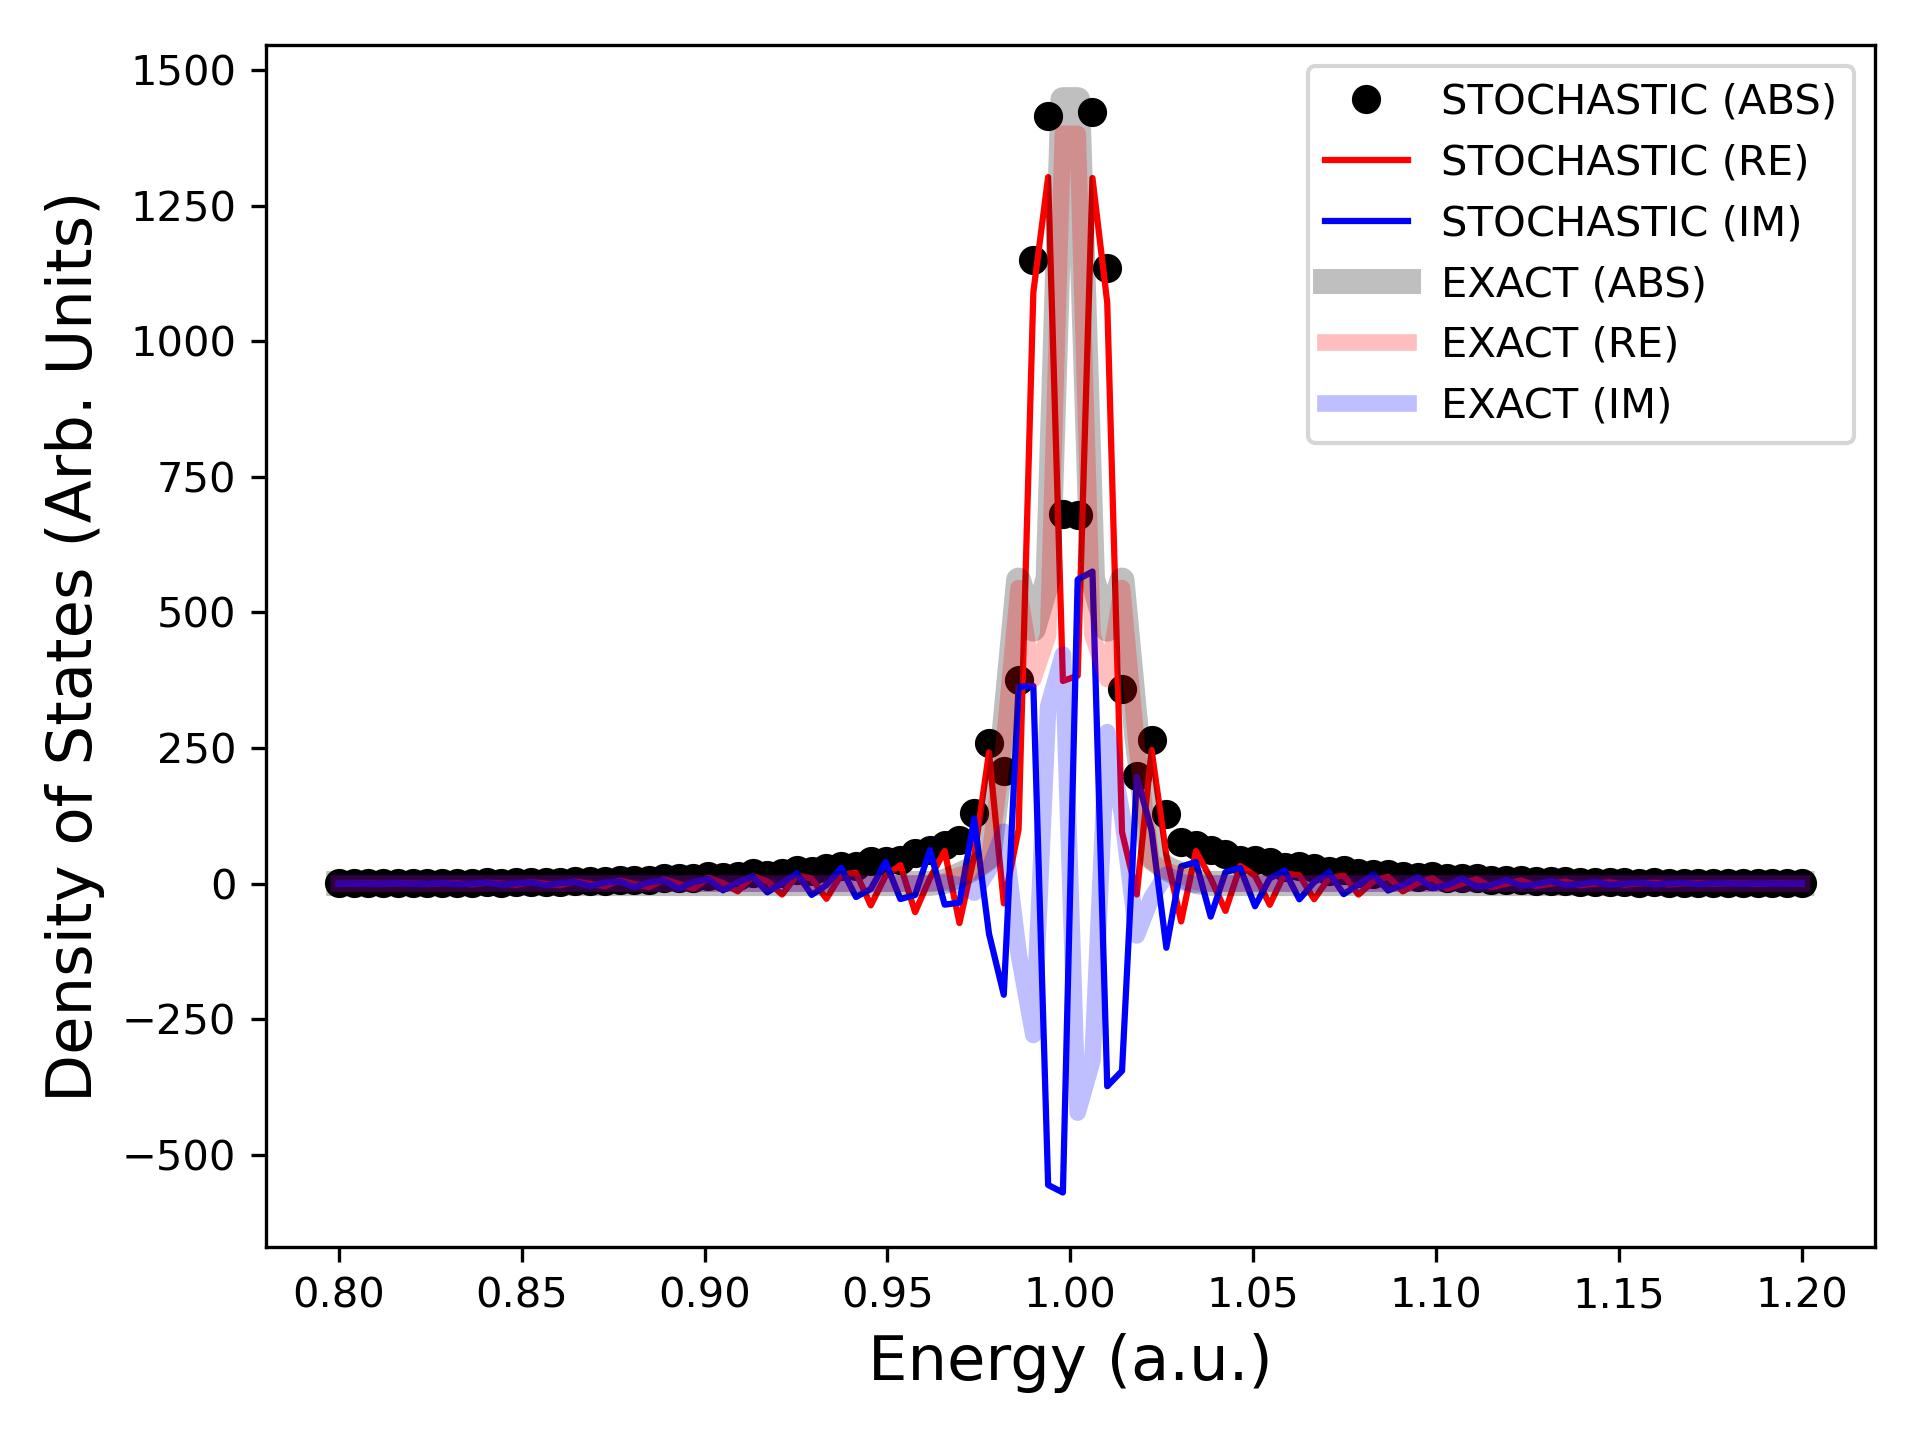 1500
1250
1000
750
500
250
0
−250
−500
Density of States (Arb. Units)
STOCHASTIC (ABS)
STOCHASTIC (RE)
STOCHASTIC (IM)
EXACT (ABS)
EXACT (RE)
EXACT (IM)
0.80 0.85 0.90 0.95 1.00 1.05 1.10 1.15 1.20
Energy (a.u.)